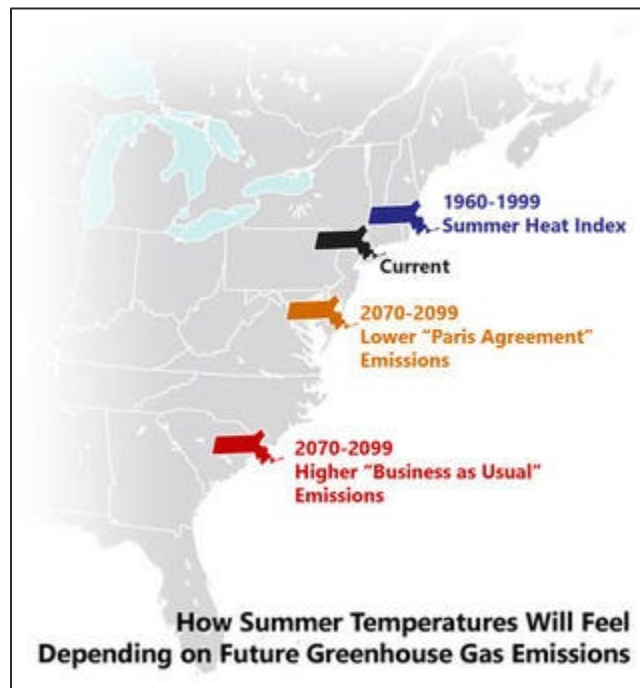 1960-1999
Summer Heat Index
Current
2070-2099
Lower “Paris Agreement”
Emissions
2070-2099
Higher “Business as Usual”
Emissions
How Summer Temperatures Will Feel
Depending on Future Greenhouse Gas Emissions